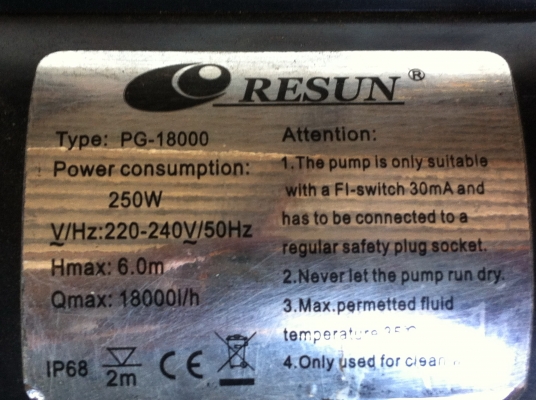 RESUN®
Type: PG-18000
Power consumption:
250W
V/Hz:220-240V/50Hz
Hmax: 6.0m
Qmax: 18000l/h
IP68
2m
CE
Attention:
1.The pump is only suitable
with a FI-switch 30mA and
has to be connected to a
regular safety plug socket.
2.Never let the pump run dry.
3.Max.permetted fluid
temperature 35°C
4.Only used for clean